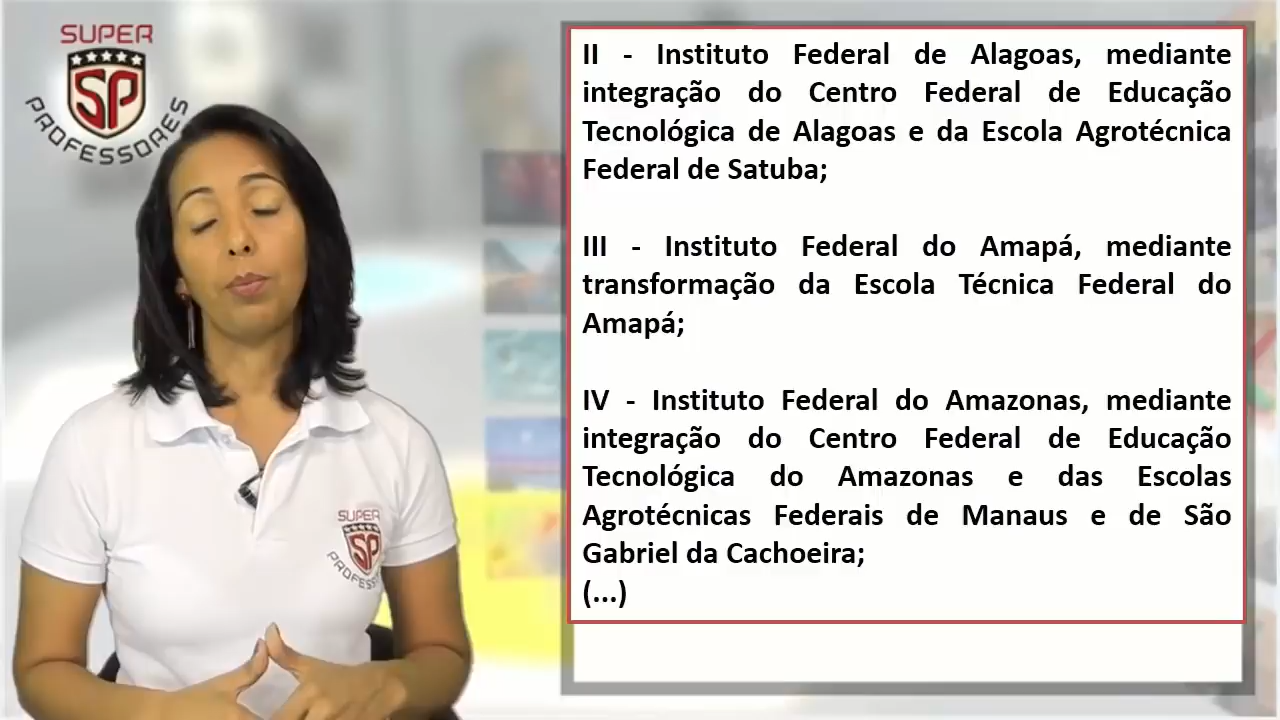 SUPER
SP
PROFESSORES
II - Instituto Federal de Alagoas, mediante
integração do Centro Federal de Educação
Tecnológica de Alagoas e da Escola Agrotécnica
Federal de Satuba;
III - Instituto Federal do Amapá, mediante
transformação da Escola Técnica Federal do
Amapá;
IV - Instituto Federal do Amazonas, mediante
integração do Centro Federal de Educação
Tecnológica do Amazonas e das Escolas
Agrotécnicas Federais de Manaus e de São
Gabriel da Cachoeira;
(...)
SUPER
SP
PROFESSORES